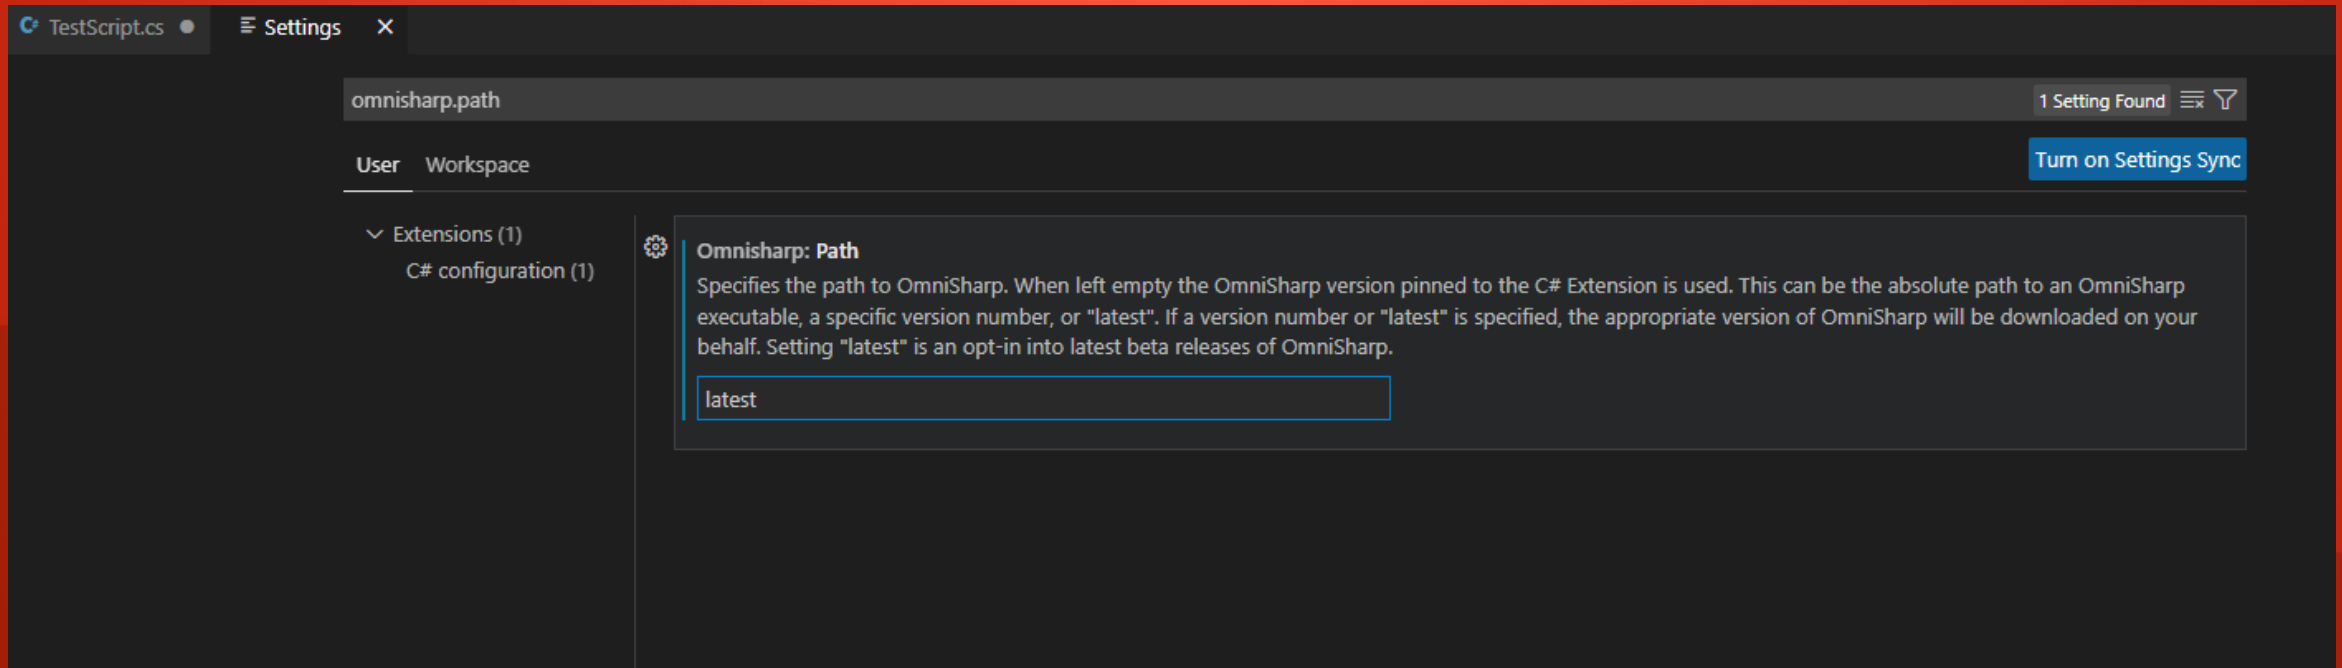 C# TestScript.cs
Settings
omnisharp.path
1 Setting Found
User Workspace
Turn on Settings Sync
Extensions (1)
C# configuration (1)
Omnisharp: Path
Specifies the path to OmniSharp. When left empty the OmniSharp version pinned to the C# Extension is used. This can be the absolute path to an OmniSharp
executable, a specific version number, or "latest". If a version number or "latest" is specified, the appropriate version of OmniSharp will be downloaded on your
behalf. Setting "latest" is an opt-in into latest beta releases of OmniSharp.
latest